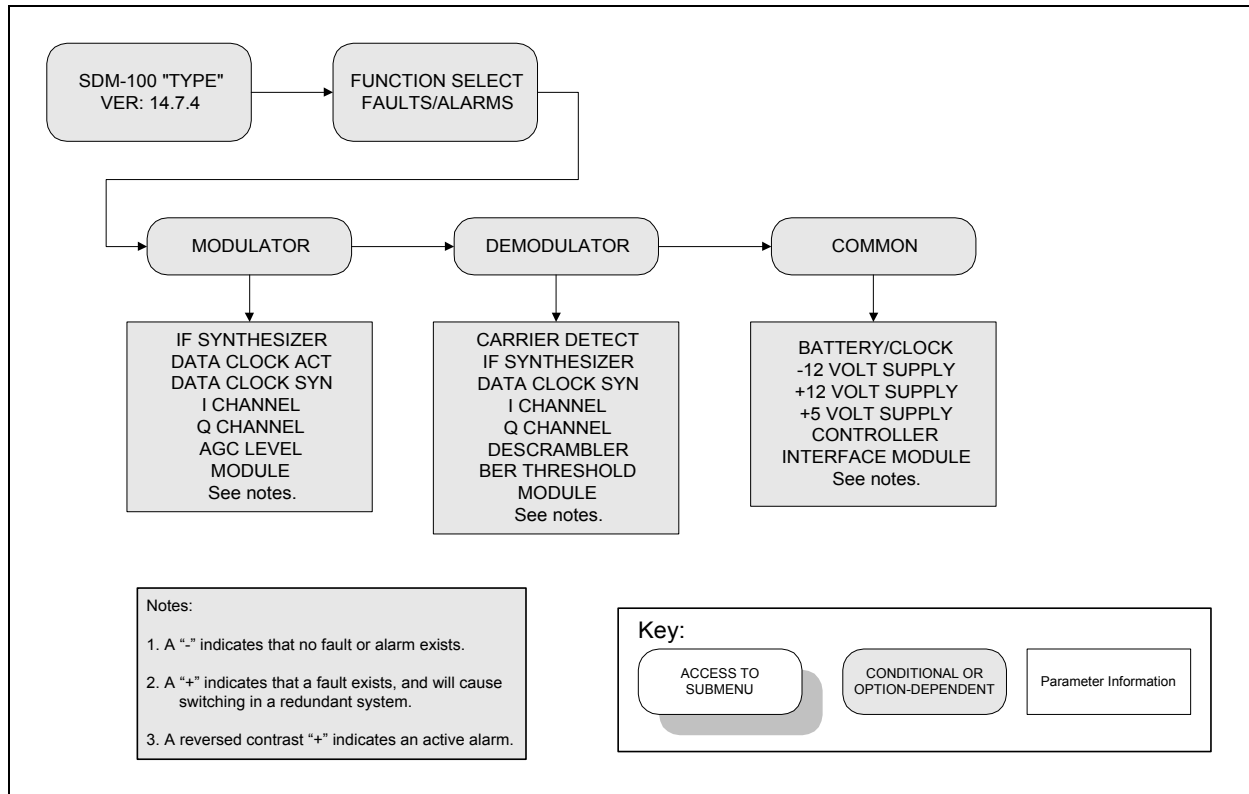 SDM-100 "TYPE"
VER: 14.7.4
FUNCTION SELECT
FAULTS/ALARMS
MODULATOR
DEMODULATOR
COMMON
IF SYNTHESIZER
DATA CLOCK ACT
DATA CLOCK SYN
I CHANNEL
Q CHANNEL
AGC LEVEL
MODULE
See notes.
CARRIER DETECT
IF SYNTHESIZER
DATA CLOCK SYN
I CHANNEL
Q CHANNEL
DESCRAMBLER
BER THRESHOLD
MODULE
See notes.
BATTERY/CLOCK
-12 VOLT SUPPLY
+12 VOLT SUPPLY
+5 VOLT SUPPLY
CONTROLLER
INTERFACE MODULE
See notes.
Notes:
1. A “-” indicates that no fault or alarm exists.
2. A “+” indicates that a fault exists, and will cause
switching in a redundant system.
3. A reversed contrast “+” indicates an active alarm.
Key:
ACCESS TO
SUBMENU
CONDITIONAL OR
OPTION-DEPENDENT
Parameter Information